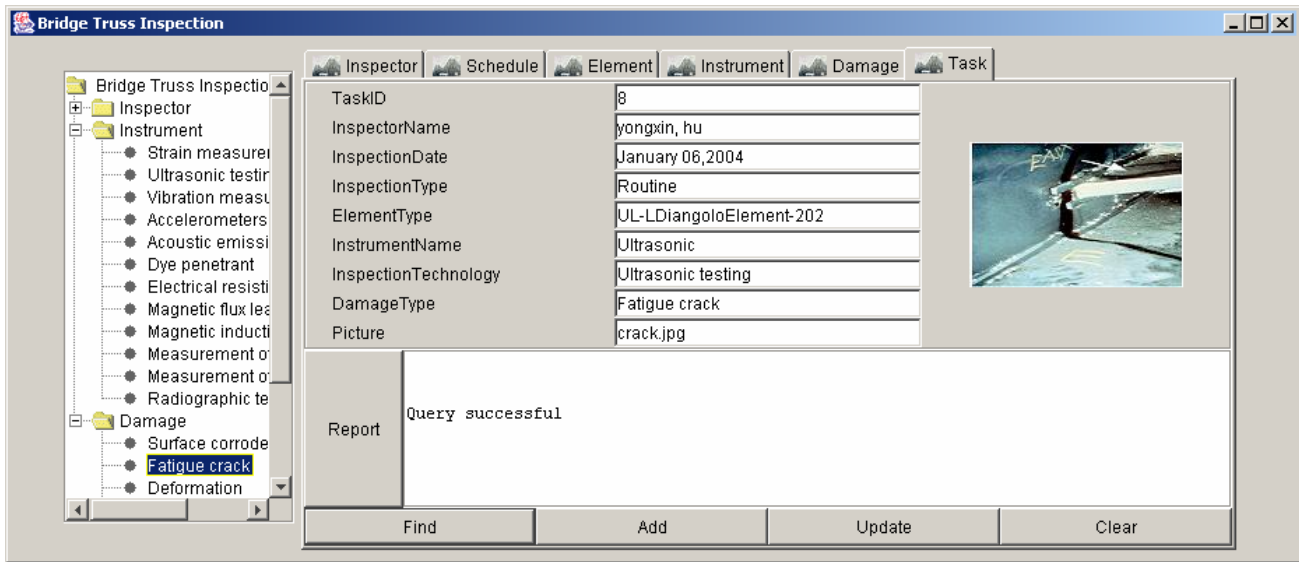 Bridge Truss Inspection
Inspector Schedule Element Instrument Damage Task
Bridge Truss Inspectio
Inspector
Instrument
Strain measurer
Ultrasonic testir
Vibration measu
Accelerometers
Acoustic emissi
Dye penetrant
Electrical resisti
Magnetic flux lea
Magnetic inducti
Measurement o
Measurement o
Radiographic te
Damage
Surface corrode
Fatigue crack
Deformation
TaskID 8
InspectorName yongxin, hu
InspectionDate January 06,2004
InspectionType Routine
ElementType UL-LDiangoloElement-202
InstrumentName Ultrasonic
InspectionTechnology Ultrasonic testing
DamageType Fatigue crack
Picture crack.jpg
EAST
Report
Query successful
Find Add Update Clear